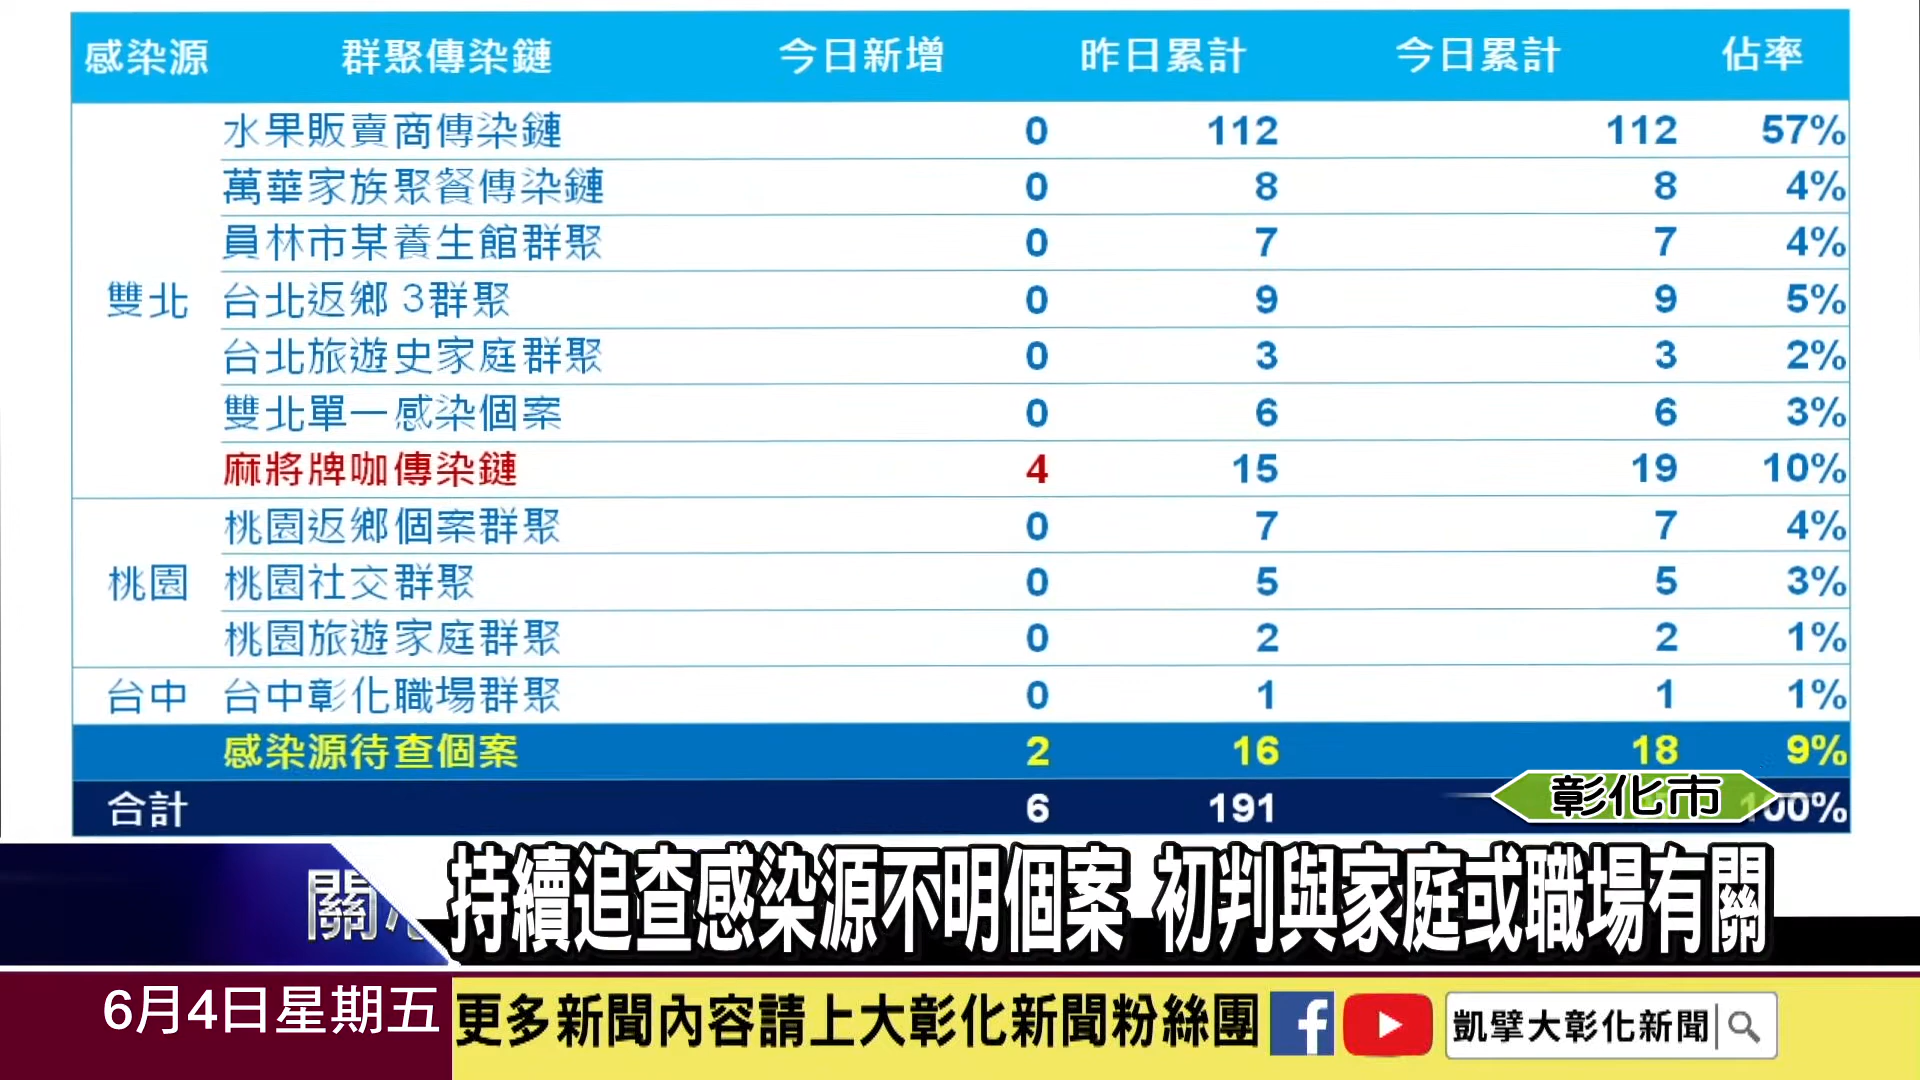 感染源 群聚傳染鏈 今日新增 昨日累計 今日累計 佔率
水果販賣商傳染鏈 0 112 112 57%
萬華家族聚餐傳染鏈 0 8 8 4%
員林市某養生館群聚 0 7 7 4%
雙北 台北返鄉 3群聚 0 9 9 5%
台北旅遊史家庭群聚 0 3 3 2%
雙北單一感染個案 0 6 6 3%
麻將牌咖傳染鏈 4 15 19 10%
桃園返鄉個案群聚 0 7 7 4%
桃園 桃園社交群聚 0 5 5 3%
桃園旅遊家庭群聚 0 2 2 1%
台中 台中彰化職場群聚 0 1 1 1%
感染源待查個案 2 16 18 9%
合計 6 191 100%
彰化市
關
持續追查感染源不明個案 初判與家庭或職場有關
6月4日星期五
更多新聞內容請上大彰化新聞粉絲團 f 凱擘大彰化新聞